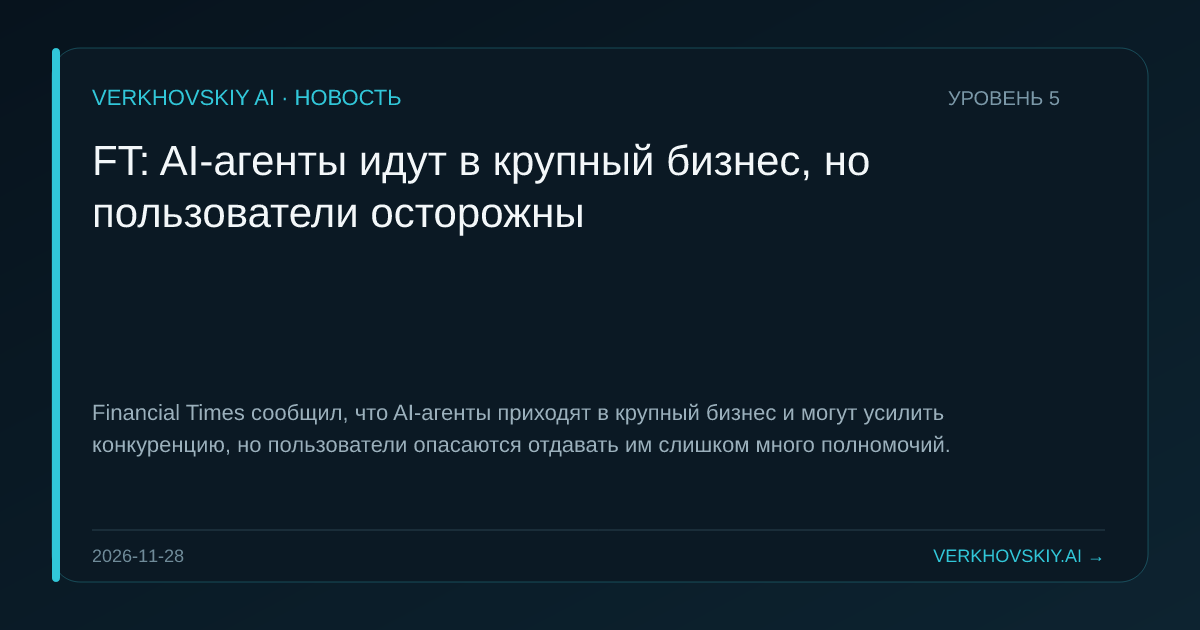 VERKHOVSKIY AI · НОВОСТЬ
УРОВЕНЬ 5
FT: AI-агенты идут в крупный бизнес, но
пользователи осторожны
Financial Times сообщил, что AI-агенты приходят в крупный бизнес и могут усилить
конкуренцию, но пользователи опасаются отдавать им слишком много полномочий.
2026-11-28
VERKHOVSKIY.AI →